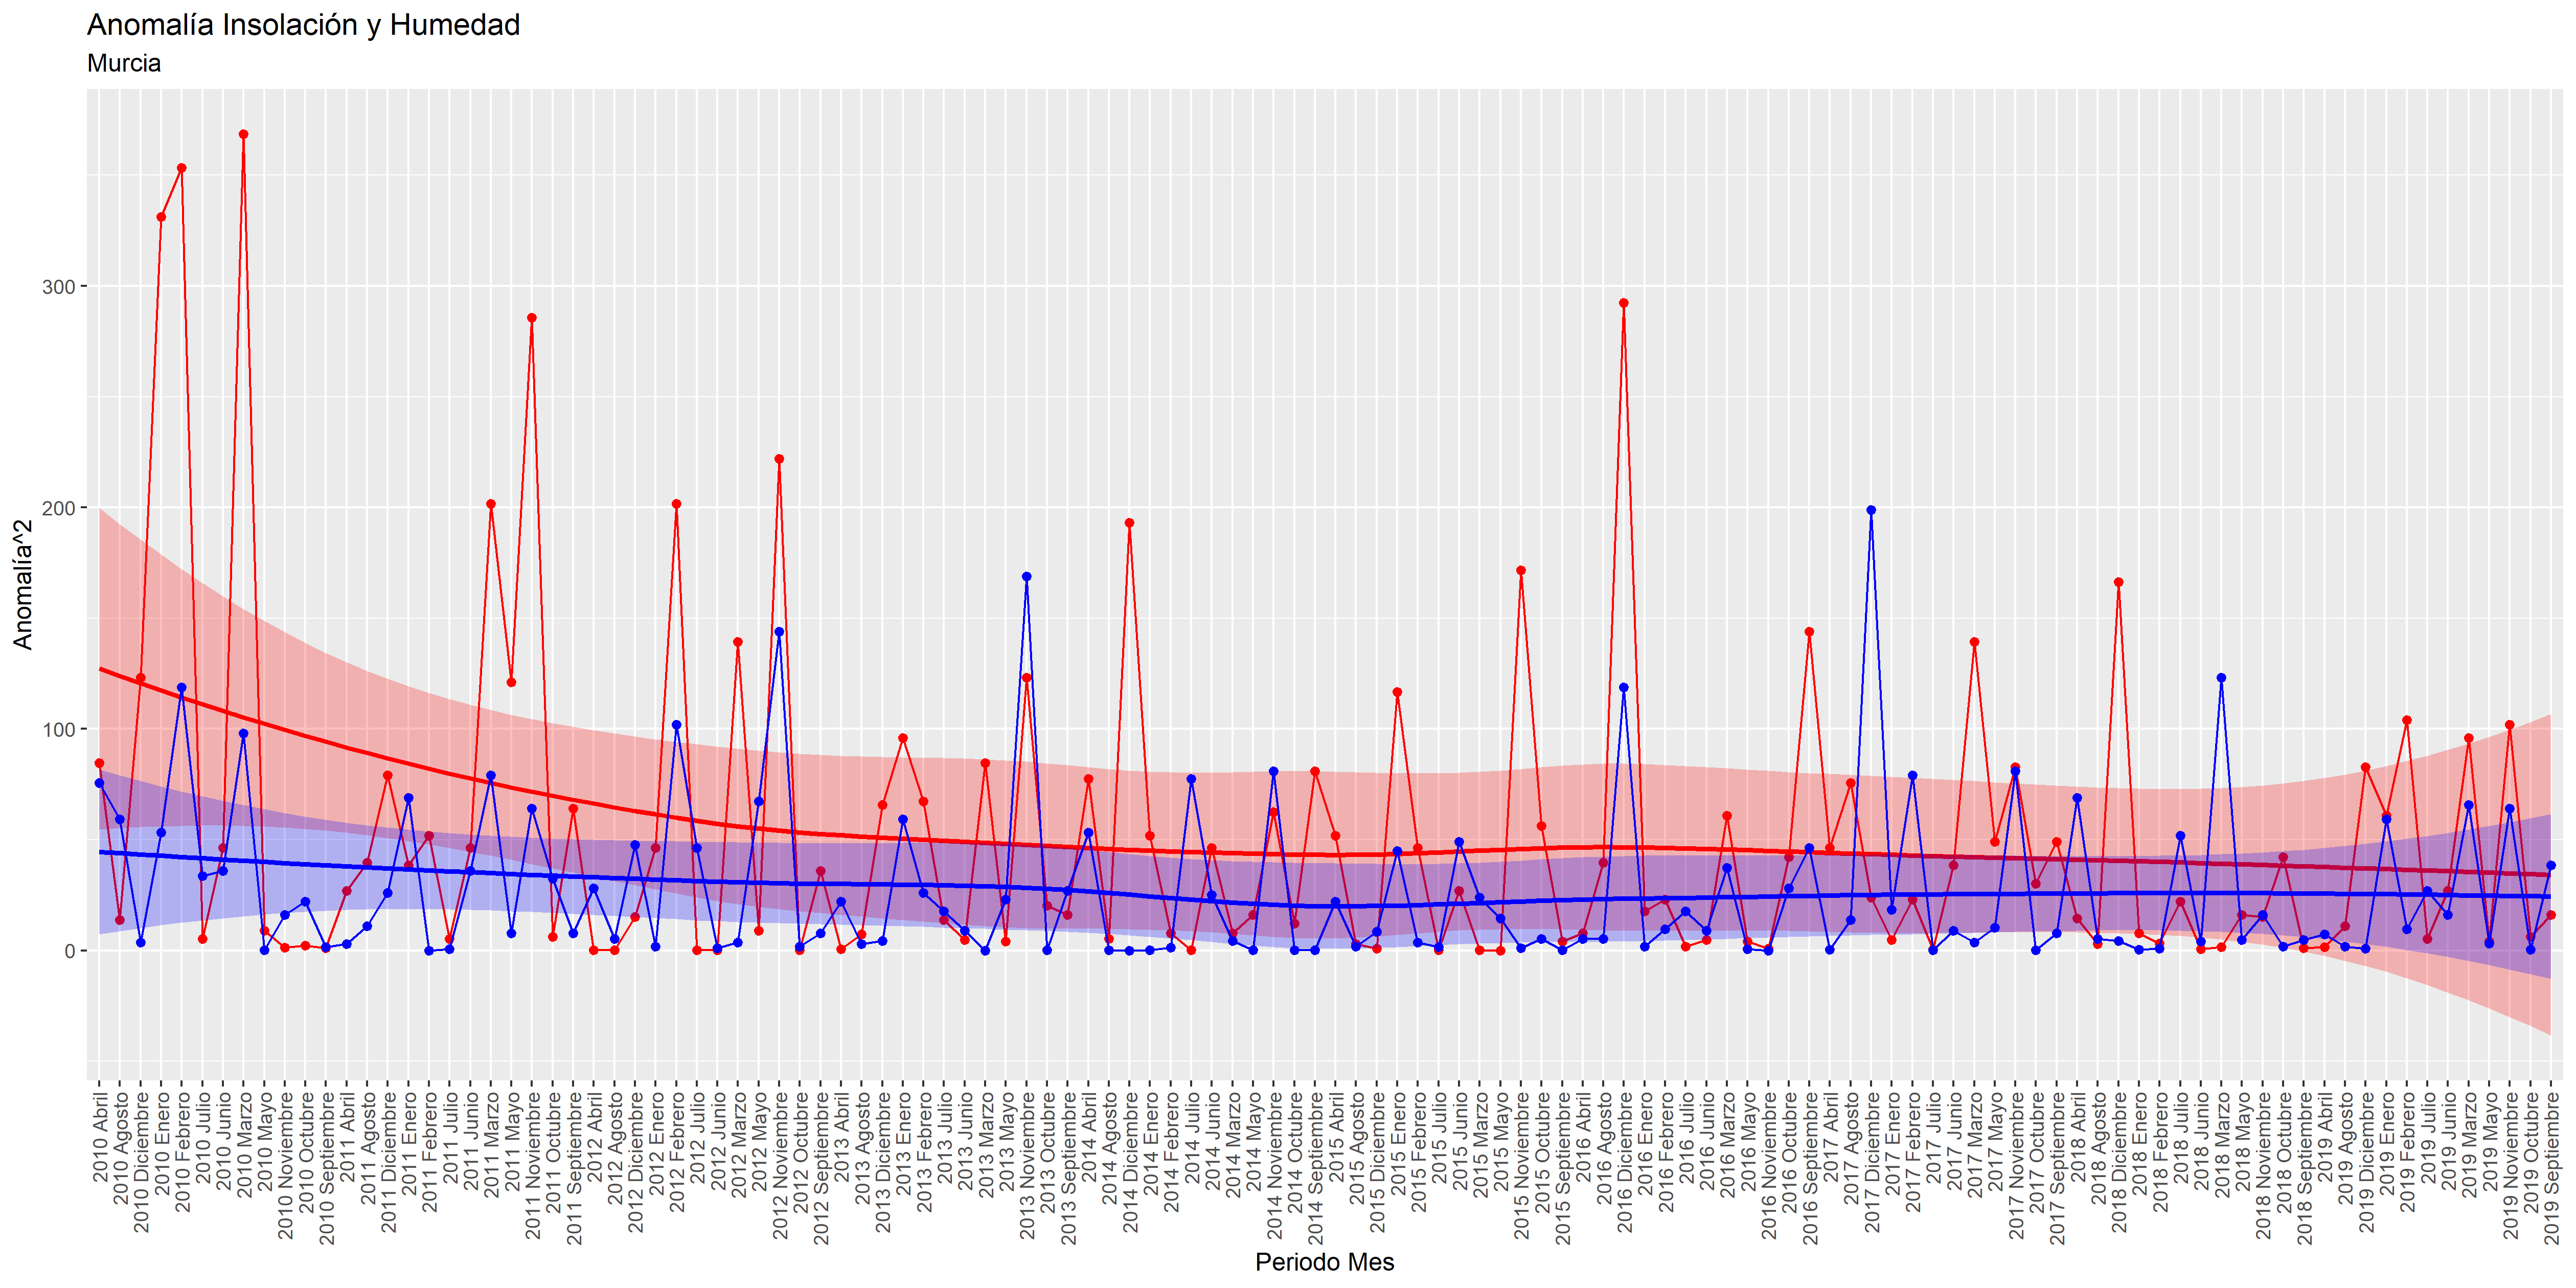 Anomalía Insolación y Humedad
Murcia
Anomalía^2
300
200
100
0
2010 Abril
2010 Agosto
2010 Diciembre
2010 Enero
2010 Febrero
2010 Julio
2010 Junio
2010 Marzo
2010 Mayo
2010 Noviembre
2010 Octubre
2010 Septiembre
2011 Abril
2011 Agosto
2011 Diciembre
2011 Enero
2011 Febrero
2011 Julio
2011 Junio
2011 Marzo
2011 Mayo
2011 Noviembre
2011 Octubre
2011 Septiembre
2012 Abril
2012 Agosto
2012 Diciembre
2012 Enero
2012 Febrero
2012 Julio
2012 Junio
2012 Marzo
2012 Mayo
2012 Noviembre
2012 Octubre
2012 Septiembre
2013 Abril
2013 Agosto
2013 Diciembre
2013 Enero
2013 Febrero
2013 Julio
2013 Junio
2013 Marzo
2013 Mayo
2013 Noviembre
2013 Octubre
2013 Septiembre
2014 Abril
2014 Agosto
2014 Diciembre
2014 Enero
2014 Febrero
2014 Julio
2014 Junio
2014 Marzo
2014 Mayo
2014 Noviembre
2014 Octubre
2014 Septiembre
2015 Abril
2015 Agosto
2015 Diciembre
2015 Enero
2015 Febrero
2015 Julio
2015 Junio
2015 Marzo
2015 Mayo
2015 Noviembre
2015 Octubre
2015 Septiembre
2016 Abril
2016 Agosto
2016 Diciembre
2016 Enero
2016 Febrero
2016 Julio
2016 Junio
2016 Marzo
2016 Mayo
2016 Noviembre
2016 Octubre
2016 Septiembre
2017 Abril
2017 Agosto
2017 Diciembre
2017 Enero
2017 Febrero
2017 Julio
2017 Junio
2017 Marzo
2017 Mayo
2017 Noviembre
2017 Octubre
2017 Septiembre
2018 Abril
2018 Agosto
2018 Diciembre
2018 Enero
2018 Febrero
2018 Julio
2018 Junio
2018 Marzo
2018 Mayo
2018 Noviembre
2018 Octubre
2018 Septiembre
2019 Abril
2019 Agosto
2019 Diciembre
2019 Enero
2019 Febrero
2019 Julio
2019 Junio
2019 Marzo
2019 Mayo
2019 Noviembre
2019 Octubre
2019 Septiembre
Periodo Mes